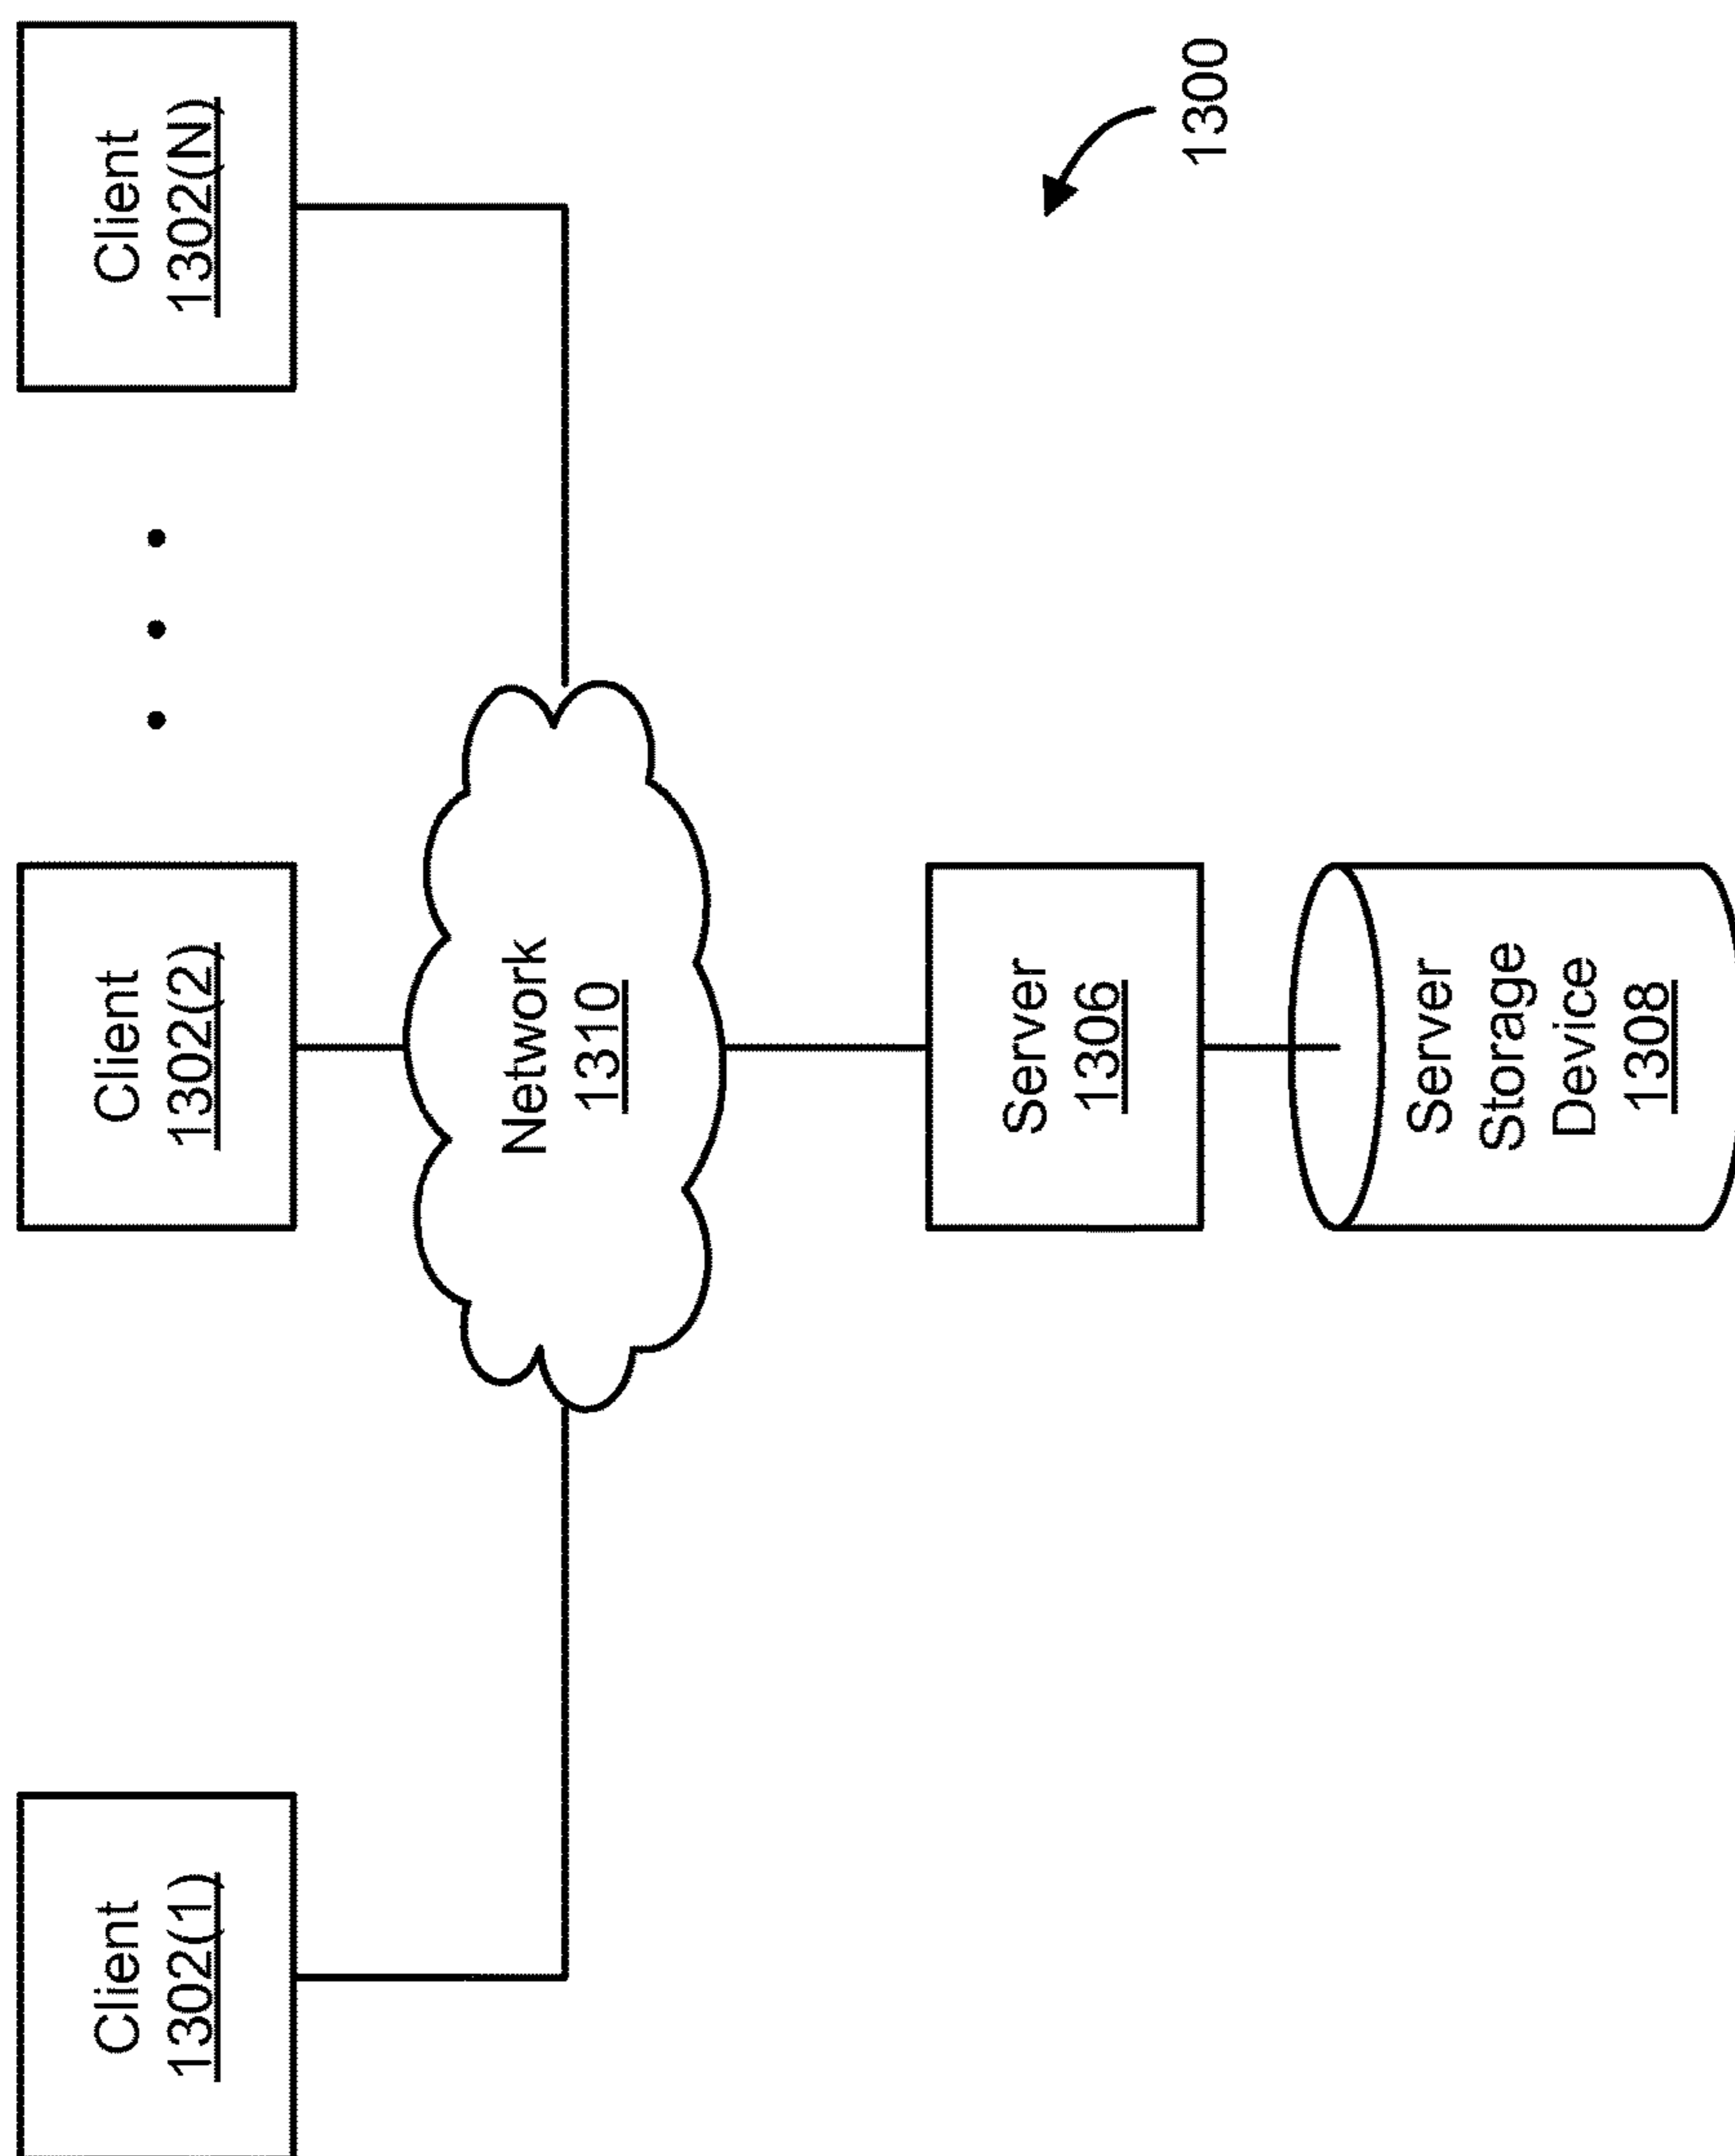 Client
1302(1)
Client
1302(2)
Client
1302(N)
Network
1310
1300
Server
1306
Server
Storage
Device
1308